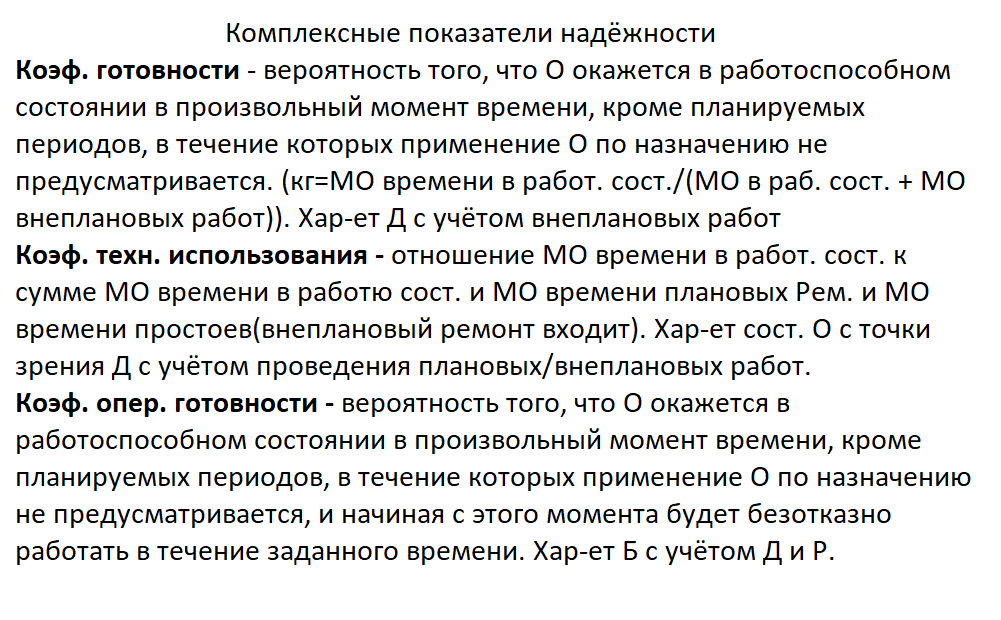 Комплексные показатели надёжности
Коэф. готовности - вероятность того, что О окажется в работоспособном
состоянии в произвольный момент времени, кроме планируемых
периодов, в течение которых применение О по назначению не
предусматривается. (кг=МО времени в работ. сост./(МО в раб. сост. + МО
внеплановых работ)). Хар-ет Д с учётом внеплановых работ
Коэф. техн. использования - отношение МО времени в работ. сост. к
сумме МО времени в работю сост. и МО времени плановых Рем. и МО
времени простоев(внеплановый ремонт входит). Хар-ет сост. О с точки
зрения Д с учётом проведения плановых/внеплановых работ.
Коэф. опер. готовности - вероятность того, что О окажется в
работоспособном состоянии в произвольный момент времени, кроме
планируемых периодов, в течение которых применение О по назначению
не предусматривается, и начиная с этого момента будет безотказно
работать в течение заданного времени. Хар-ет Б с учётом Д и Р.